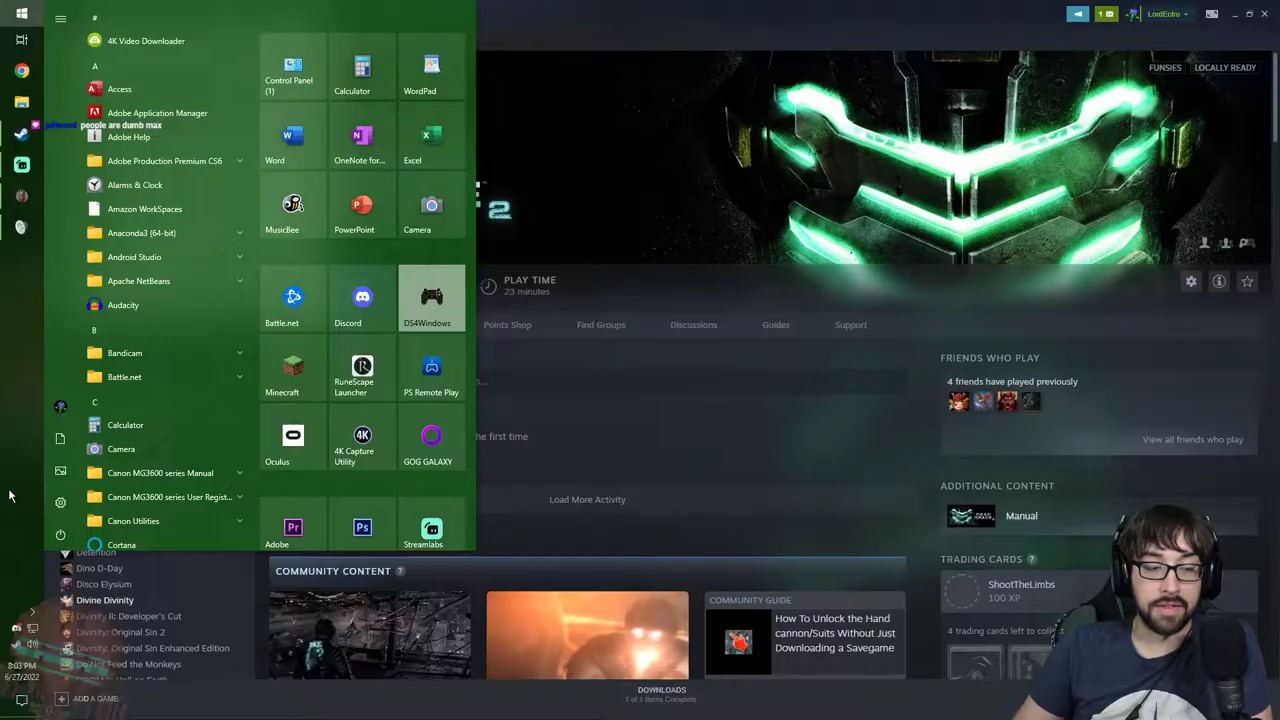 #
4K Video Downloader
A
Access
Adobe Application Manager
people are dumb max
Adobe Help
Adobe Production Premium CS6
Alarms & Clock
Amazon WorkSpaces
Anaconda3 (64-bit)
Android Studio
Apache NetBeans
Audacity
B
Bandicam
Battle.net
C
Calculator
Camera
Canon MG3600 series Manual
Canon MG3600 series User Regist...
Canon Utilities
Cortana
Control Panel
(1)
Calculator
WordPad
Word
OneNote for...
Excel
MusicBee
PowerPoint
Camera
Battle.net
Discord
DS4Windows
Minecraft
RuneScape
Launcher
PS Remote Play
Oculus
4K Capture
Utility
GOG GALAXY
Adobe
Streamlabs
1
LordEctro
FUNSIES
LOCALLY READY
2
PLAY TIME
23 minutes
Points Shop
Find Groups
Discussions
Guides
Support
he first time
Load More Activity
FRIENDS WHO PLAY
4 friends have played previously
View all friends who play
ADDITIONAL CONTENT
Manual
TRADING CARDS ?
ShootTheLimbs
100 XP
4 trading cards left to
COMMUNITY CONTENT ?
COMMUNITY GUIDE
How To Unlock the Hand
cannon/Suits Without Just
Downloading a Savegame
Detention
Dino D-Day
Disco Elysium
Divine Divinity
Divinity II: Developer's Cut
Divinity: Original Sin 2
Divinity: Original Sin Enhanced Edition
Do Not Feed the Monkeys
8:03 PM
6/27/2022
ADD A GAME
DOWNLOADS
1 of 1 Items Complete